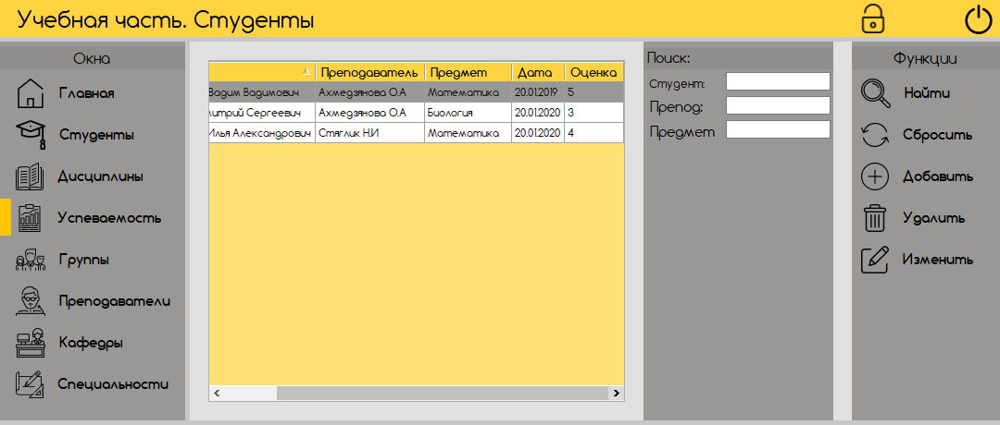 Учебная часть. Студенты
Окна
Главная
Студенты
Дисциплины
Успеваемость
Группы
Преподаватели
Кафедры
Специальности
Преподаватель Предмет Дата Оценка
Вадим Вадимович Ахмедзянова О.А Математика 20.01.2019 5
митрий Сергеевич Ахмедзянова О.А Биология 20.01.2020 3
Илья Александрович Стяглик Н.И Математика 20.01.2020 4
Поиск:
Студент:
Препод:
Предмет
Функции
Найти
Сбросить
Добавить
Удалить
Изменить